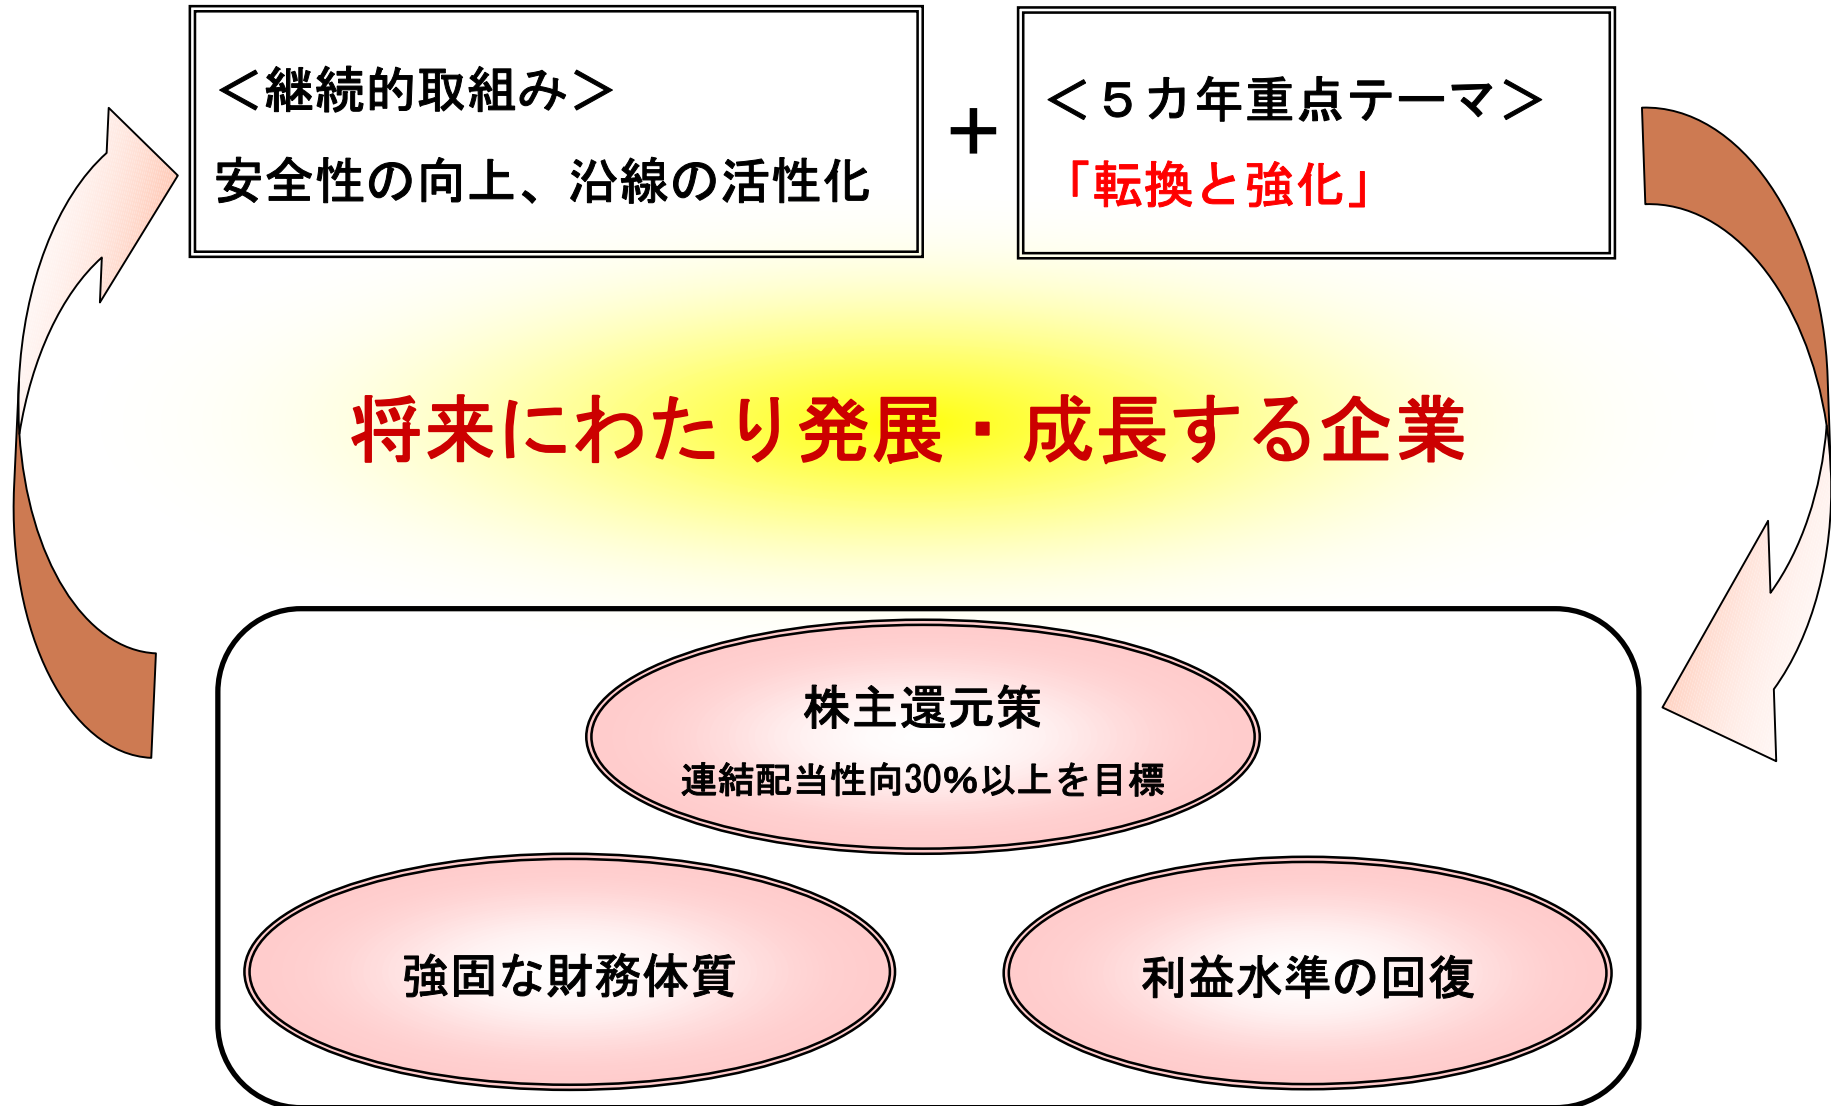 ＜継続的取組み＞
安全性の向上、沿線の活性化
＋
＜５カ年重点テーマ＞
「転換と強化」
将来にわたり発展・成長する企業
株主還元策
連結配当性向30%以上を目標
強固な財務体質
利益水準の回復